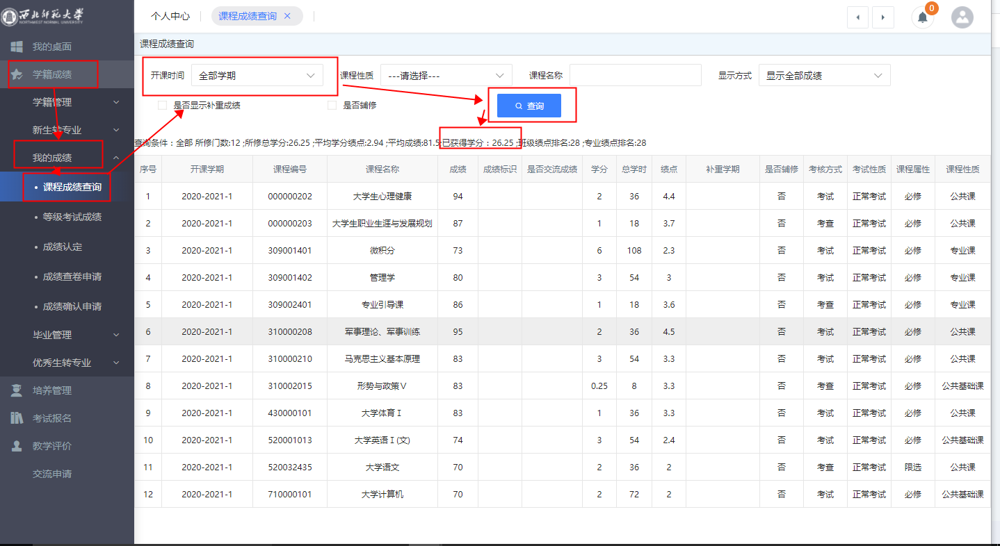 西北师范大学
NORTHWEST NORMAL UNIVERSITY
个人中心 课程成绩查询 ×
0
我的桌面
学籍成绩
学籍管理
新生转专业
我的成绩
课程成绩查询
等级考试成绩
成绩认定
成绩查卷申请
成绩确认申请
毕业管理
优秀生转专业
培养管理
考试报名
教学评价
交流申请
课程成绩查询
开课时间 全部学期 课程性质 ---请选择--- 课程名称 显示方式 显示全部成绩
是否显示补重成绩 是否辅修 查询
查询条件：全部 所修门数:12 ;所修总学分:26.25 ;平均学分绩点:2.94 ;平均成绩:81.5;已获得学分：26.25 ;班级绩点排名:28 ;专业绩点排名:28
序号 开课学期 课程编号 课程名称 成绩 成绩标识 是否交流成绩 学分 总学时 绩点 补重学期 是否辅修 考核方式 考试性质 课程属性 课程性质
1 2020-2021-1 000000202 大学生心理健康 94 2 36 4.4 否 考试 正常考试 必修 公共课
2 2020-2021-1 000000203 大学生职业生涯与发展规划 87 1 18 3.7 否 考查 正常考试 必修 公共课
3 2020-2021-1 309001401 微积分 73 6 108 2.3 否 考试 正常考试 必修 专业课
4 2020-2021-1 309001402 管理学 80 3 54 3 否 考试 正常考试 必修 专业课
5 2020-2021-1 309002401 专业引导课 86 1 18 3.6 否 考查 正常考试 必修 专业课
6 2020-2021-1 310000208 军事理论、军事训练 95 2 36 4.5 否 考试 正常考试 必修 公共课
7 2020-2021-1 310000210 马克思主义基本原理 83 3 54 3.3 否 考试 正常考试 必修 公共课
8 2020-2021-1 310002015 形势与政策Ⅴ 83 0.25 8 3.3 否 考查 正常考试 必修 公共基础课
9 2020-2021-1 430000101 大学体育Ⅰ 83 1 36 3.3 否 考试 正常考试 必修 公共课
10 2020-2021-1 520001013 大学英语Ⅰ(文) 74 3 54 2.4 否 考试 正常考试 必修 公共基础课
11 2020-2021-1 520032435 大学语文 70 2 36 2 否 考查 正常考试 限选 公共课
12 2020-2021-1 710000101 大学计算机 70 2 72 2 否 考试 正常考试 必修 公共基础课